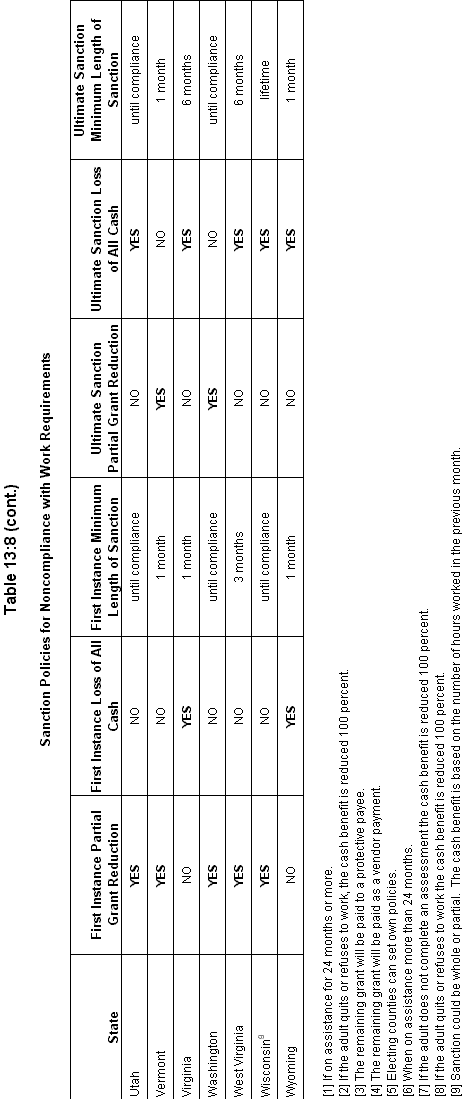 Table 13:8 (cont.)
Sanction Policies for Noncompliance with Work Requirements
State | First Instance Partial Grant Reduction | First Instance Loss of All Cash | First Instance Minimum Length of Sanction | Ultimate Sanction Partial Grant Reduction | Ultimate Sanction Loss of All Cash | Ultimate Sanction Minimum Length of Sanction
Utah | YES | NO | until compliance | NO | YES | until compliance
Vermont | YES | NO | 1 month | YES | NO | 1 month
Virginia | NO | YES | 1 month | NO | YES | 6 months
Washington | YES | NO | until compliance | YES | NO | until compliance
West Virginia | YES | NO | 3 months | NO | YES | 6 months
Wisconsin9 | YES | NO | until compliance | NO | YES | lifetime
Wyoming | NO | YES | 1 month | NO | YES | 1 month
[1] If on assistance for 24 months or more.
[2] If the adult quits or refuses to work, the cash benefit is reduced 100 percent.
[3] The remaining grant will be paid to a protective payee.
[4] The remaining grant will be paid as a vendor payment.
[5] Electing counties can set own policies.
[6] When on assistance more than 24 months.
[7] If the adult does not complete an assessment the cash benefit is reduced 100 percent.
[8] If the adult quits or refuses to work the cash benefit is reduced 100 percent.
[9] Sanction could be whole or partial. The cash benefit is based on the number of hours worked in the previous month.